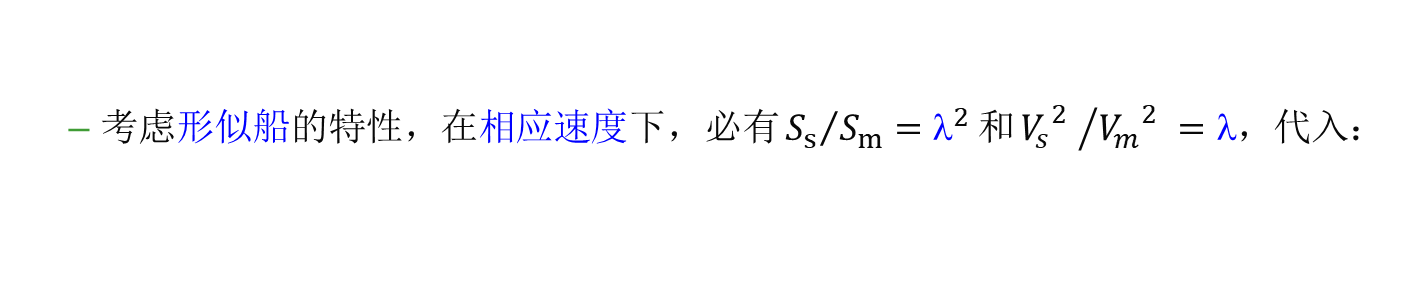 – 考虑形似船的特性，在相应速度下，必有 Sₛ/Sₘ = λ² 和 Vₛ² /Vₘ² = λ，代入：